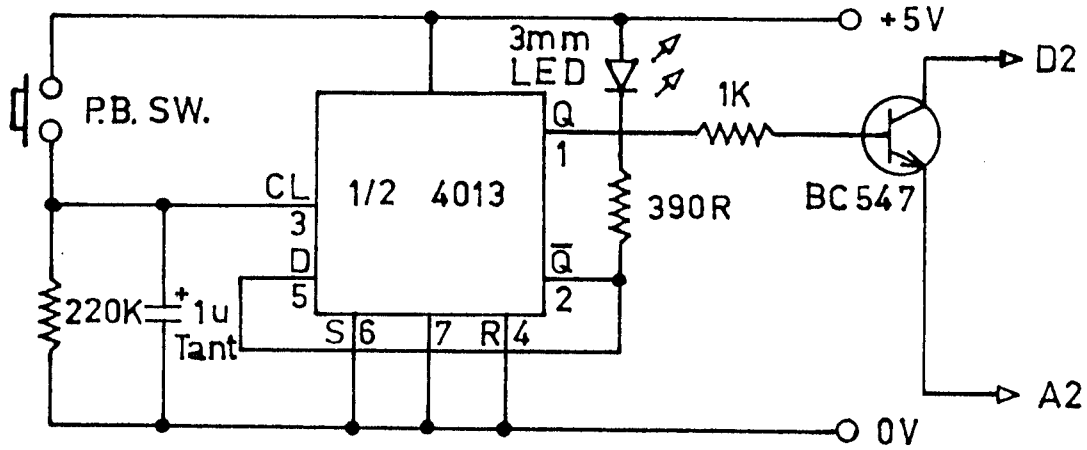 +5V
3mm
LED
D2
P.B. SW.
1K
Q
1
CL
3
1/2 4013
390R
BC547
D
5
Q̅
2
220K
+
1u
Tant
S 6
7
R 4
A2
0V